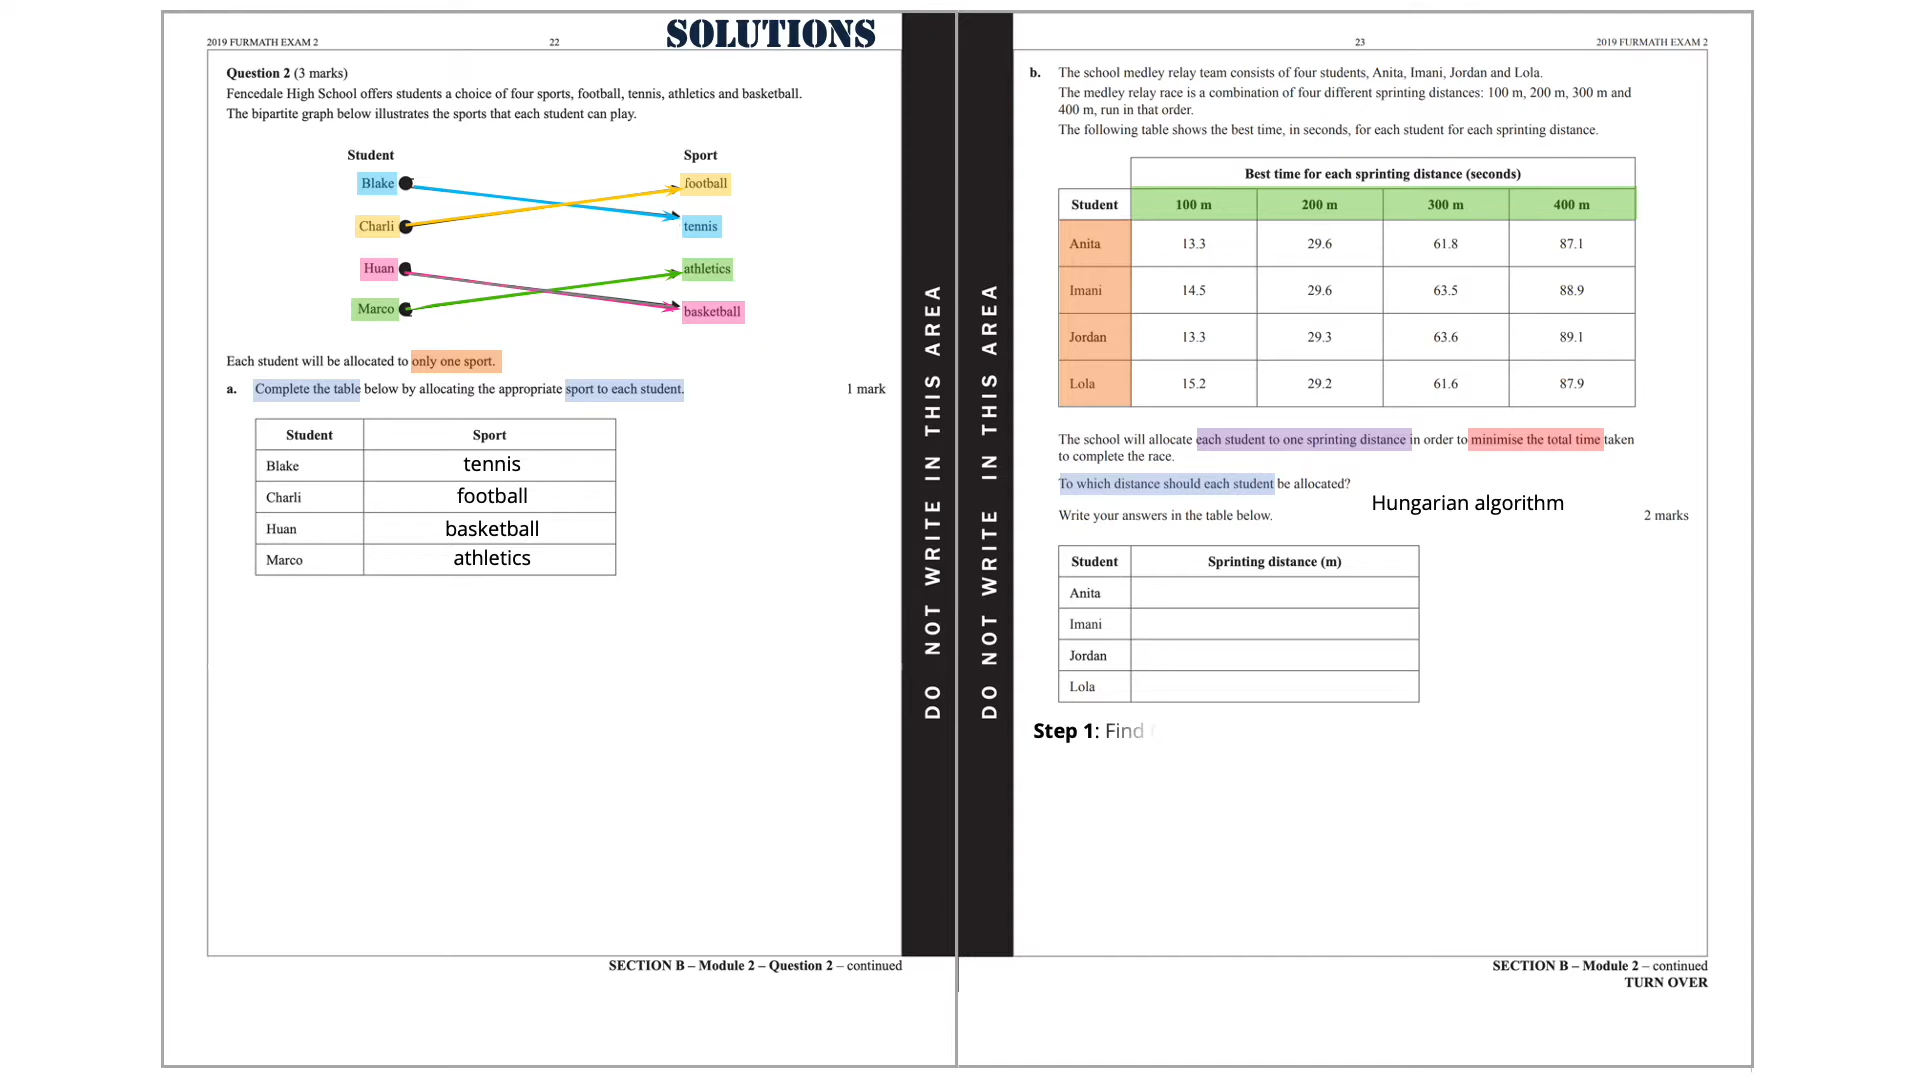 SOLUTIONS
2019 FURMATH EXAM 2
22
Question 2 (3 marks)
Fencedale High School offers students a choice of four sports, football, tennis, athletics and basketball.
The bipartite graph below illustrates the sports that each student can play.
Student Sport
Blake football
Charli tennis
Huan athletics
Marco basketball
Each student will be allocated to only one sport.
a. Complete the table below by allocating the appropriate sport to each student. 1 mark
Student Sport
Blake tennis
Charli football
Huan basketball
Marco athletics
SECTION B – Module 2 – Question 2 – continued
DO NOT WRITE IN THIS AREA
DO NOT WRITE IN THIS AREA
23
2019 FURMATH EXAM 2
b. The school medley relay team consists of four students, Anita, Imani, Jordan and Lola.
The medley relay race is a combination of four different sprinting distances: 100 m, 200 m, 300 m and
400 m, run in that order.
The following table shows the best time, in seconds, for each student for each sprinting distance.
Best time for each sprinting distance (seconds)
Student 100 m 200 m 300 m 400 m
Anita 13.3 29.6 61.8 87.1
Imani 14.5 29.6 63.5 88.9
Jordan 13.3 29.3 63.6 89.1
Lola 15.2 29.2 61.6 87.9
The school will allocate each student to one sprinting distance in order to minimise the total time taken
to complete the race.
To which distance should each student be allocated?
Hungarian algorithm
Write your answers in the table below. 2 marks
Student Sprinting distance (m)
Anita
Imani
Jordan
Lola
Step 1: Find
SECTION B – Module 2 – continued
TURN OVER